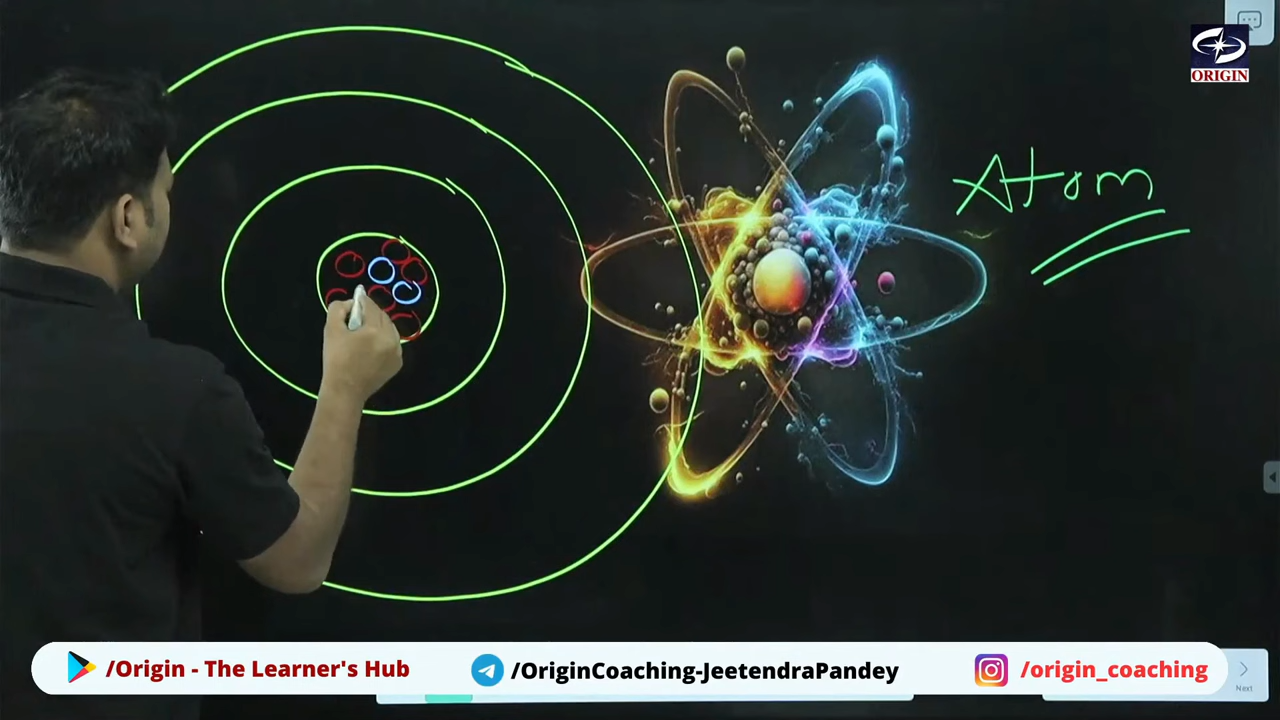 ORIGIN
Atom
/Origin - The Learner's Hub
/OriginCoaching-JeetendraPandey
/origin_coaching
Next